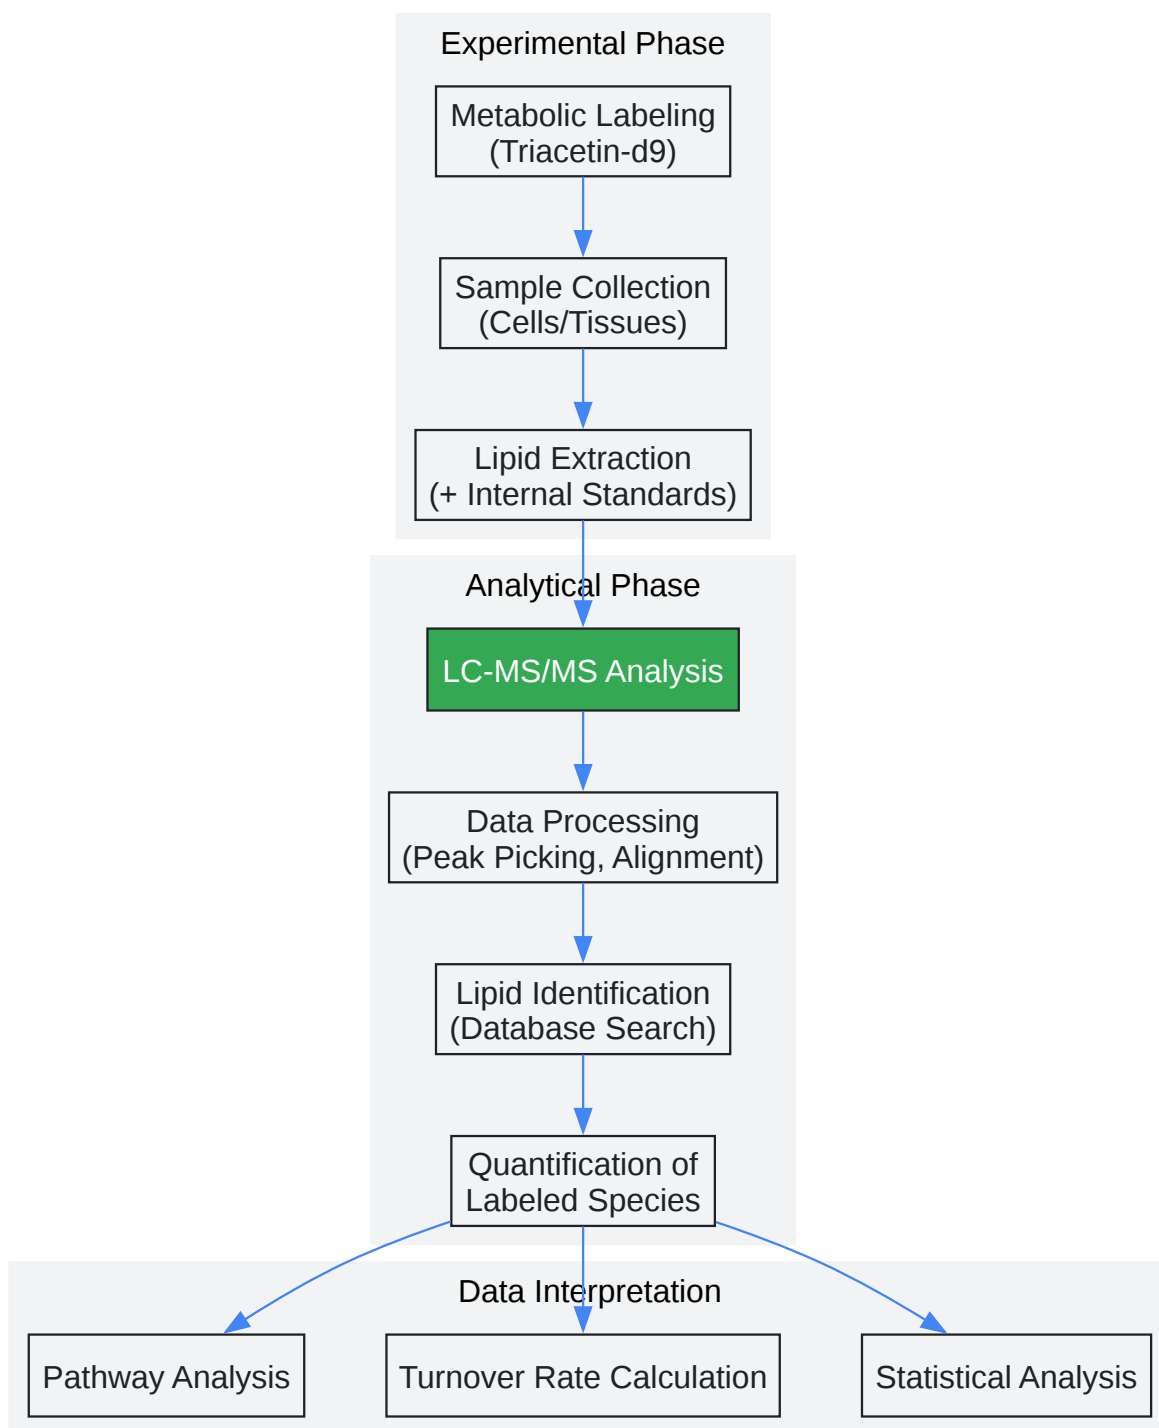 Experimental Phase
Metabolic Labeling
(Triacetin-d9)
Sample Collection
(Cells/Tissues)
Lipid Extraction
(+ Internal Standards)
Analytical Phase
LC-MS/MS Analysis
Data Processing
(Peak Picking, Alignment)
Lipid Identification
(Database Search)
Quantification of
Labeled Species
Data Interpretation
Pathway Analysis
Turnover Rate Calculation
Statistical Analysis